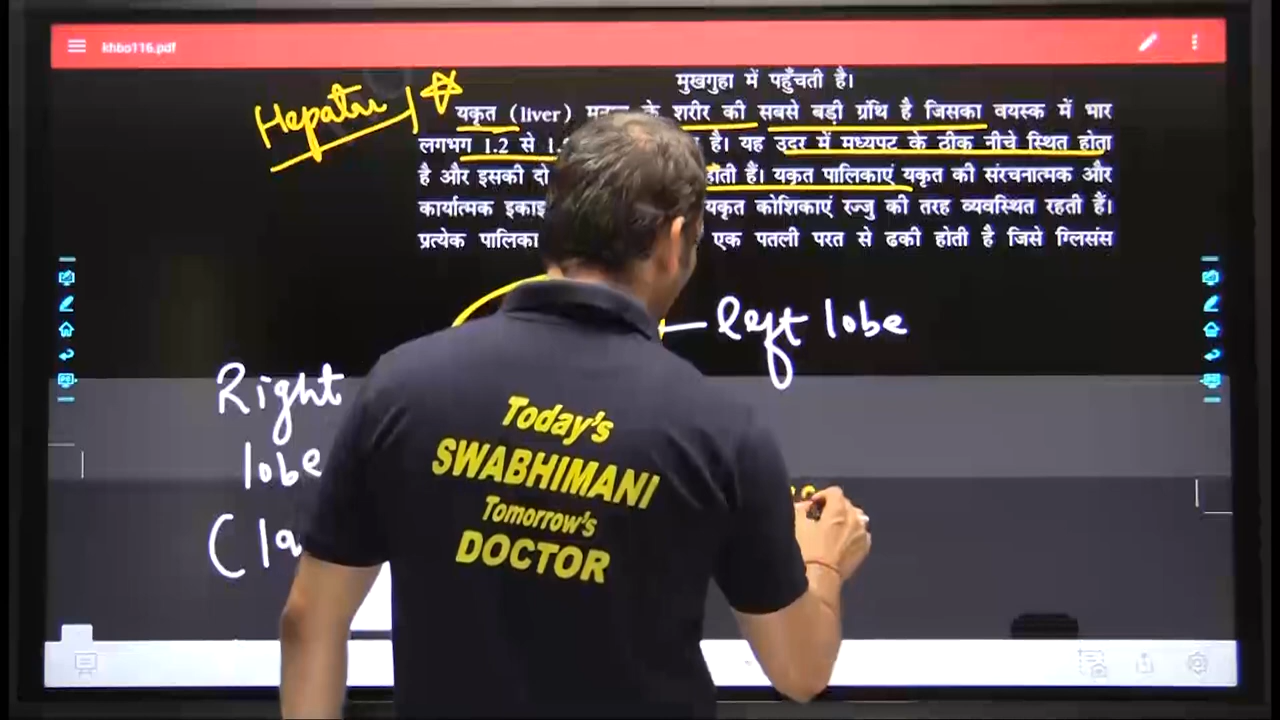 khbo116.pdf
मुखगुहा में पहुँचती है।
Hepatic
यकृत (liver) के शरीर की सबसे बड़ी ग्रंथि है जिसका वयस्क में भार
लगभग 1.2 से 1. है। यह उदर में मध्यपट के ठीक नीचे स्थित होता
है और इसकी दो होती हैं। यकृत पालिकाएं यकृत की संरचनात्मक और
कार्यात्मक यकृत कोशिकाएं रज्जु की तरह व्यवस्थित रहती हैं।
प्रत्येक पालिका एक पतली परत से ढकी होती है जिसे ग्लिसंस
left lobe
Right
lobe
(la
Today's
SWABHIMANI
Tomorrow's
DOCTOR